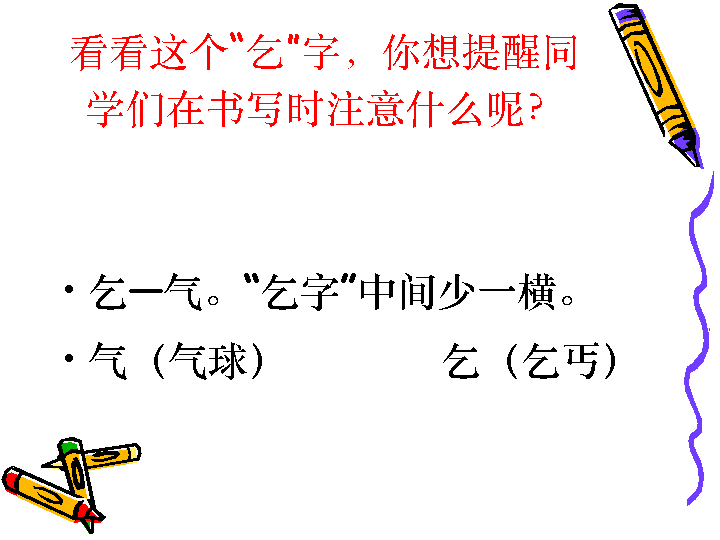 看看这个“乞”字，你想提醒同
学们在书写时注意什么呢？
•乞—气。“乞字”中间少一横。
•气（气球） 乞（乞丐）